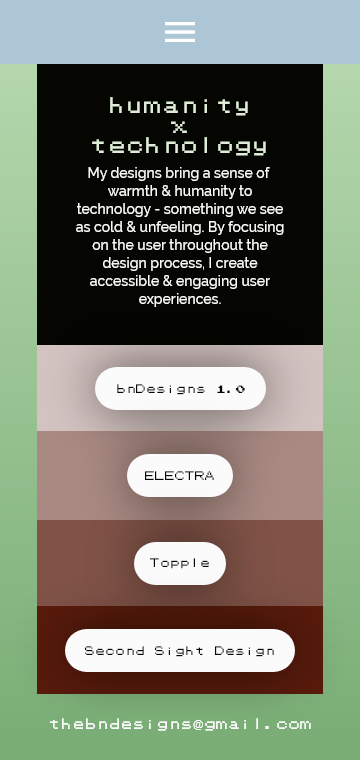 humanity
x
technology
My designs bring a sense of
warmth & humanity to
technology - something we see
as cold & unfeeling. By focusing
on the user throughout the
design process, I create
accessible & engaging user
experiences.
bnDesigns 1.0
ELECTRA
Topple
Second Sight Design
thebndesigns@gmail.com